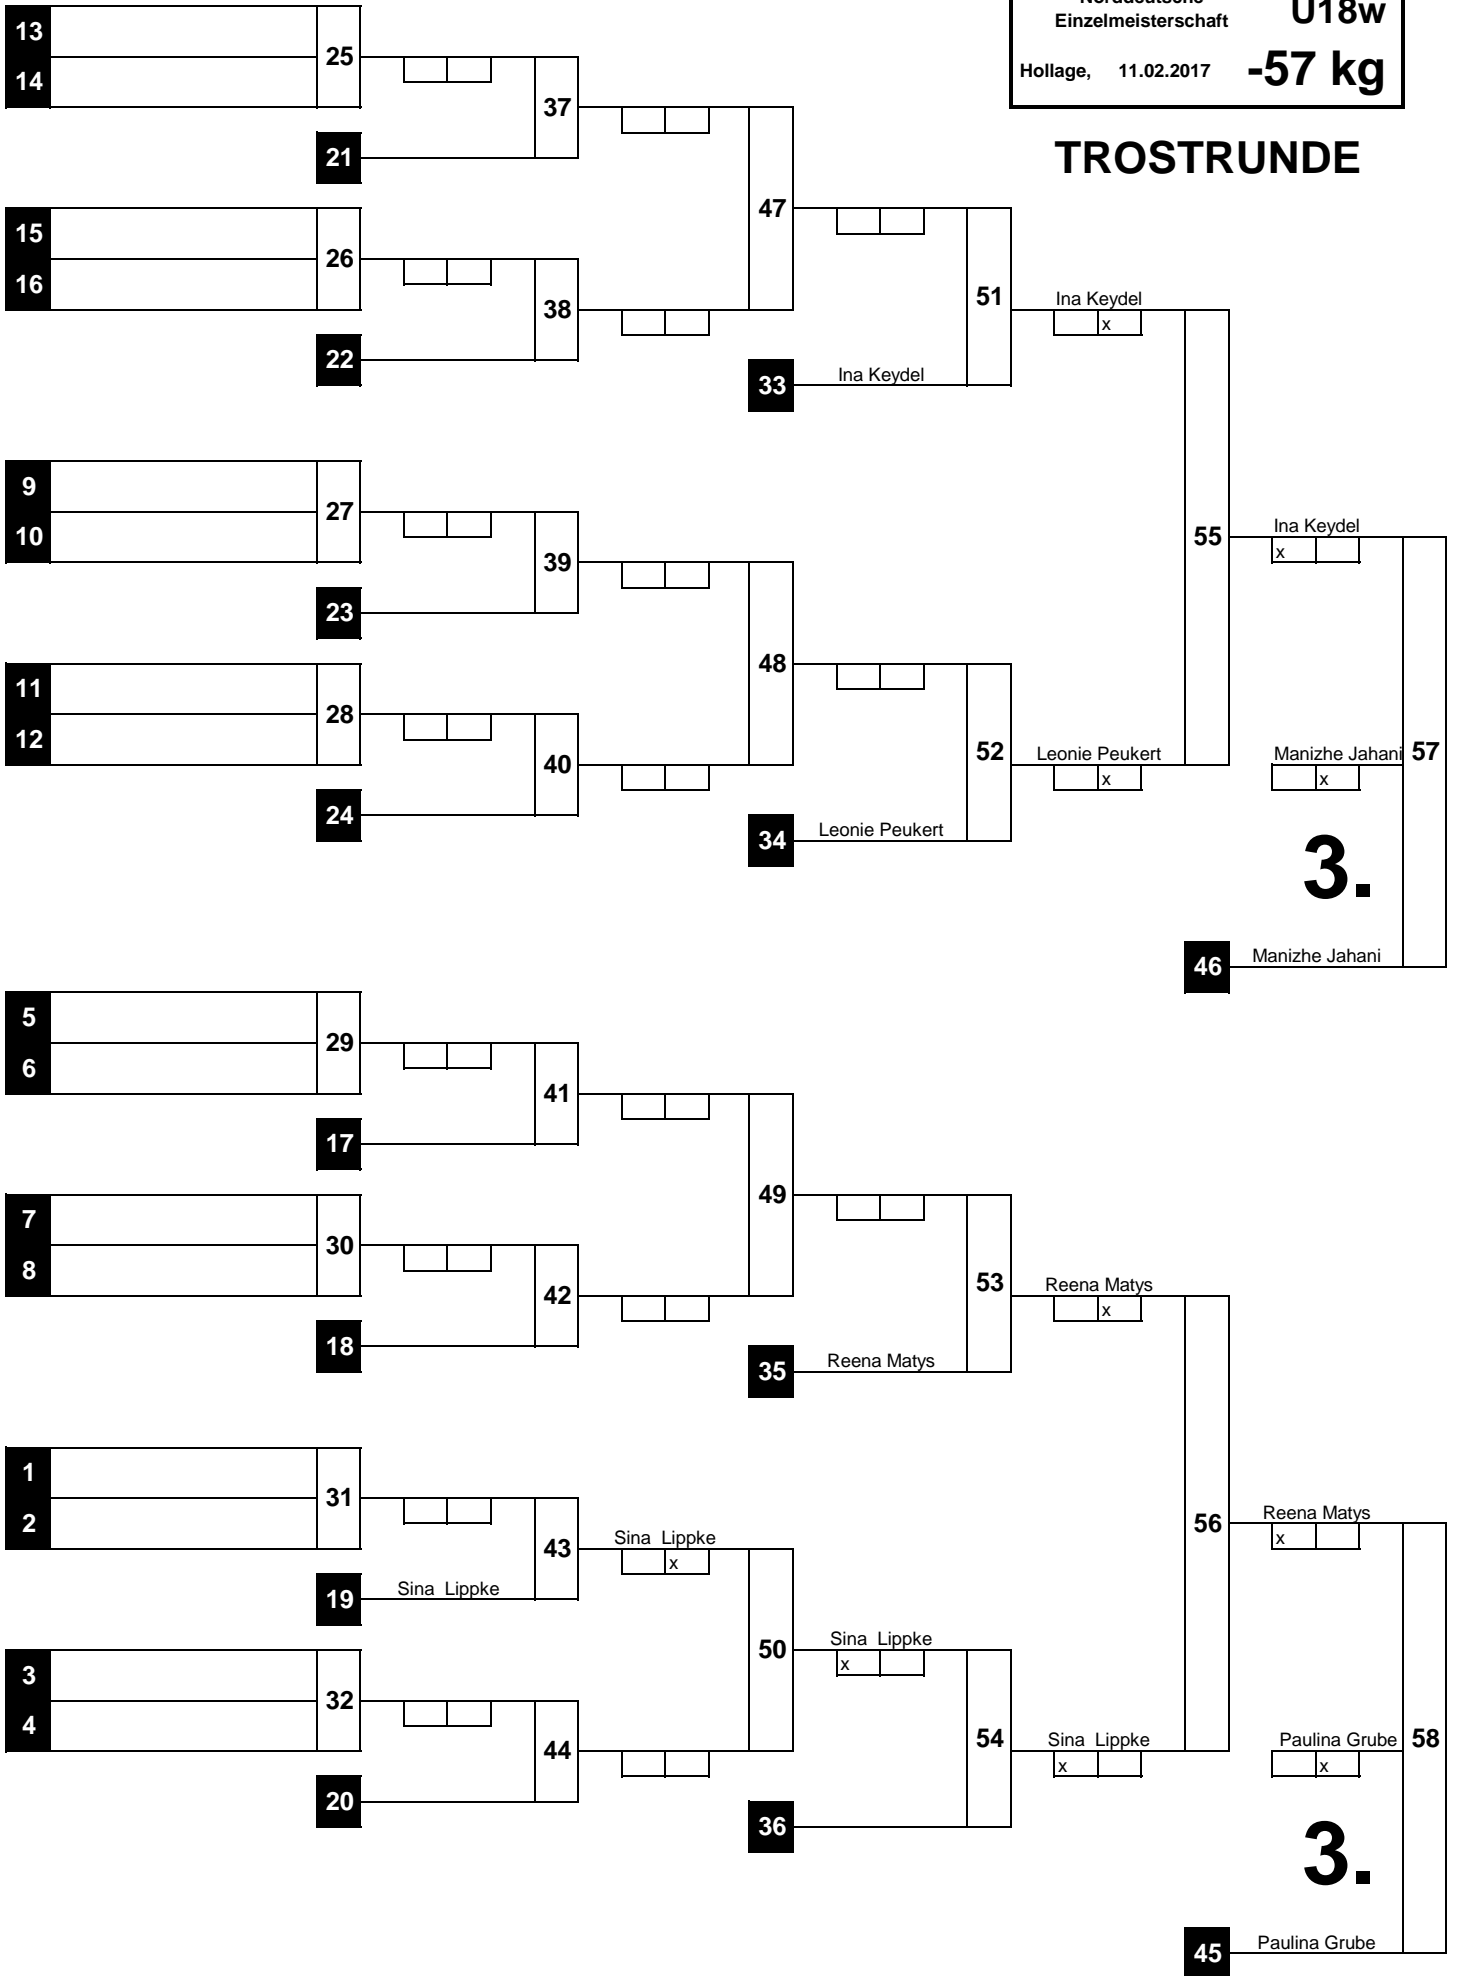 Norddeutsche
Einzelmeisterschaft U18w
Hollage, 11.02.2017 -57 kg
TROSTRUNDE
13
25
14
37
21
47
15
26
16
38
22
51
Ina Keydel
x
33 Ina Keydel
9
27
10
39
23
55
Ina Keydel
x
48
11
28
12
40
24
52
Leonie Peukert
x
Manizhe Jahani 57
x
34 Leonie Peukert
3.
46 Manizhe Jahani
5
29
6
41
17
49
7
30
8
42
18
53
Reena Matys
x
35 Reena Matys
1
31
2
43
Sina Lippke
x
19 Sina Lippke
56
Reena Matys
x
50
Sina Lippke
x
3
32
4
44
20
54
Sina Lippke
x
Paulina Grube 58
x
36
3.
45 Paulina Grube